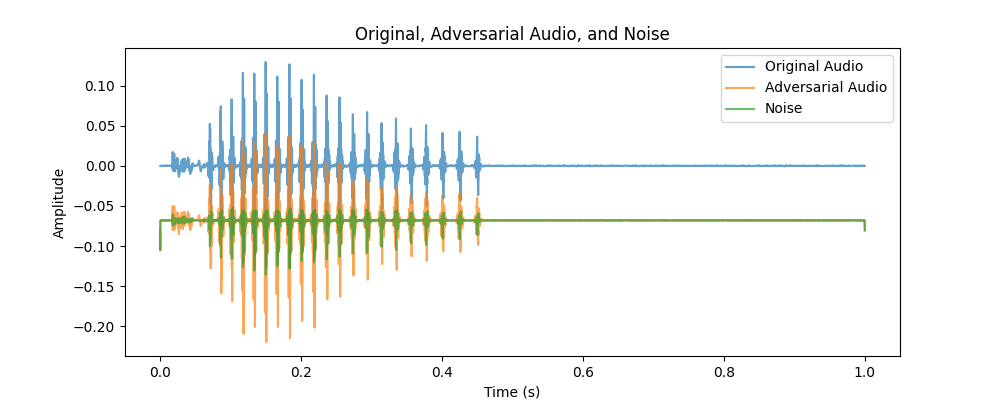 Original, Adversarial Audio, and Noise
Original Audio
Adversarial Audio
Noise
Amplitude
0.10
0.05
0.00
−0.05
−0.10
−0.15
−0.20
0.0
0.2
0.4
0.6
0.8
1.0
Time (s)